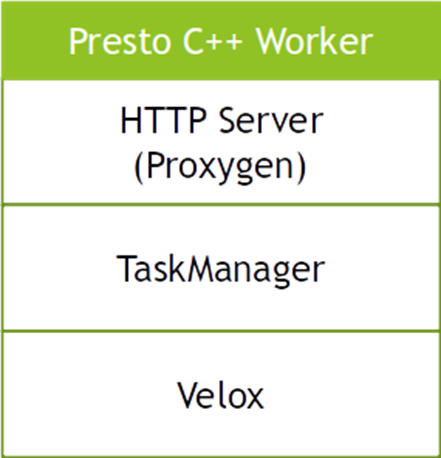 Presto C++ Worker
HTTP Server
(Proxygen)
TaskManager
Velox